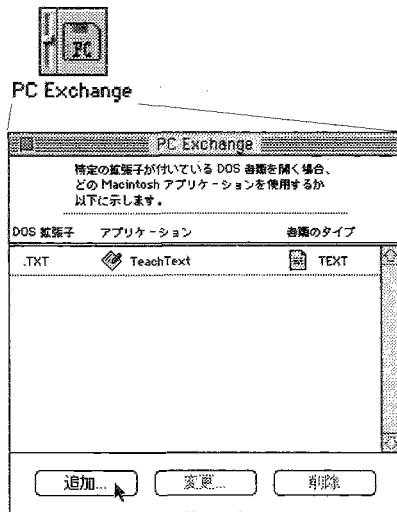 PC
PC Exchange
PC Exchange
特定の拡張子が付いている DOS 書類を開く場合、
どの Macintosh アプリケーションを使用するか
以下に示します。
DOS 拡張子 アプリケーション 書類のタイプ
.TXT TeachText TEXT
追加... 変更... 削除